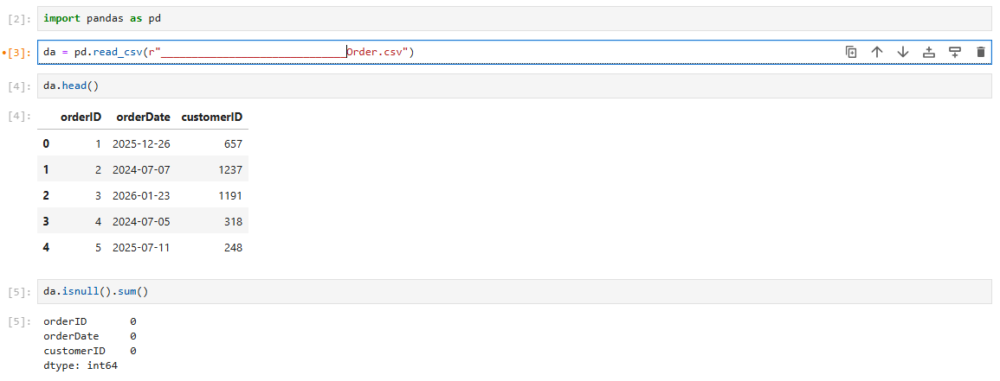 [2]: import pandas as pd
[3]: da = pd.read_csv(r"______________________________Order.csv")
[4]: da.head()
[4]: orderID orderDate customerID
0 1 2025-12-26 657
1 2 2024-07-07 1237
2 3 2026-01-23 1191
3 4 2024-07-05 318
4 5 2025-07-11 248
[5]: da.isnull().sum()
[5]: orderID 0
orderDate 0
customerID 0
dtype: int64